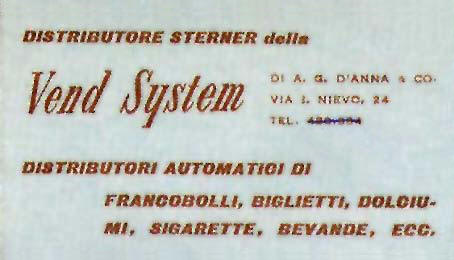 DISTRIBUTORE STERNER della
Vend System
DI A. G. D'ANNA & CO.
VIA I. NIEVO, 24
TEL.
DISTRIBUTORI AUTOMATICI DI
FRANCOBOLLI, BIGLIETTI, DOLCIU-
MI, SIGARETTE, BEVANDE, ECC.